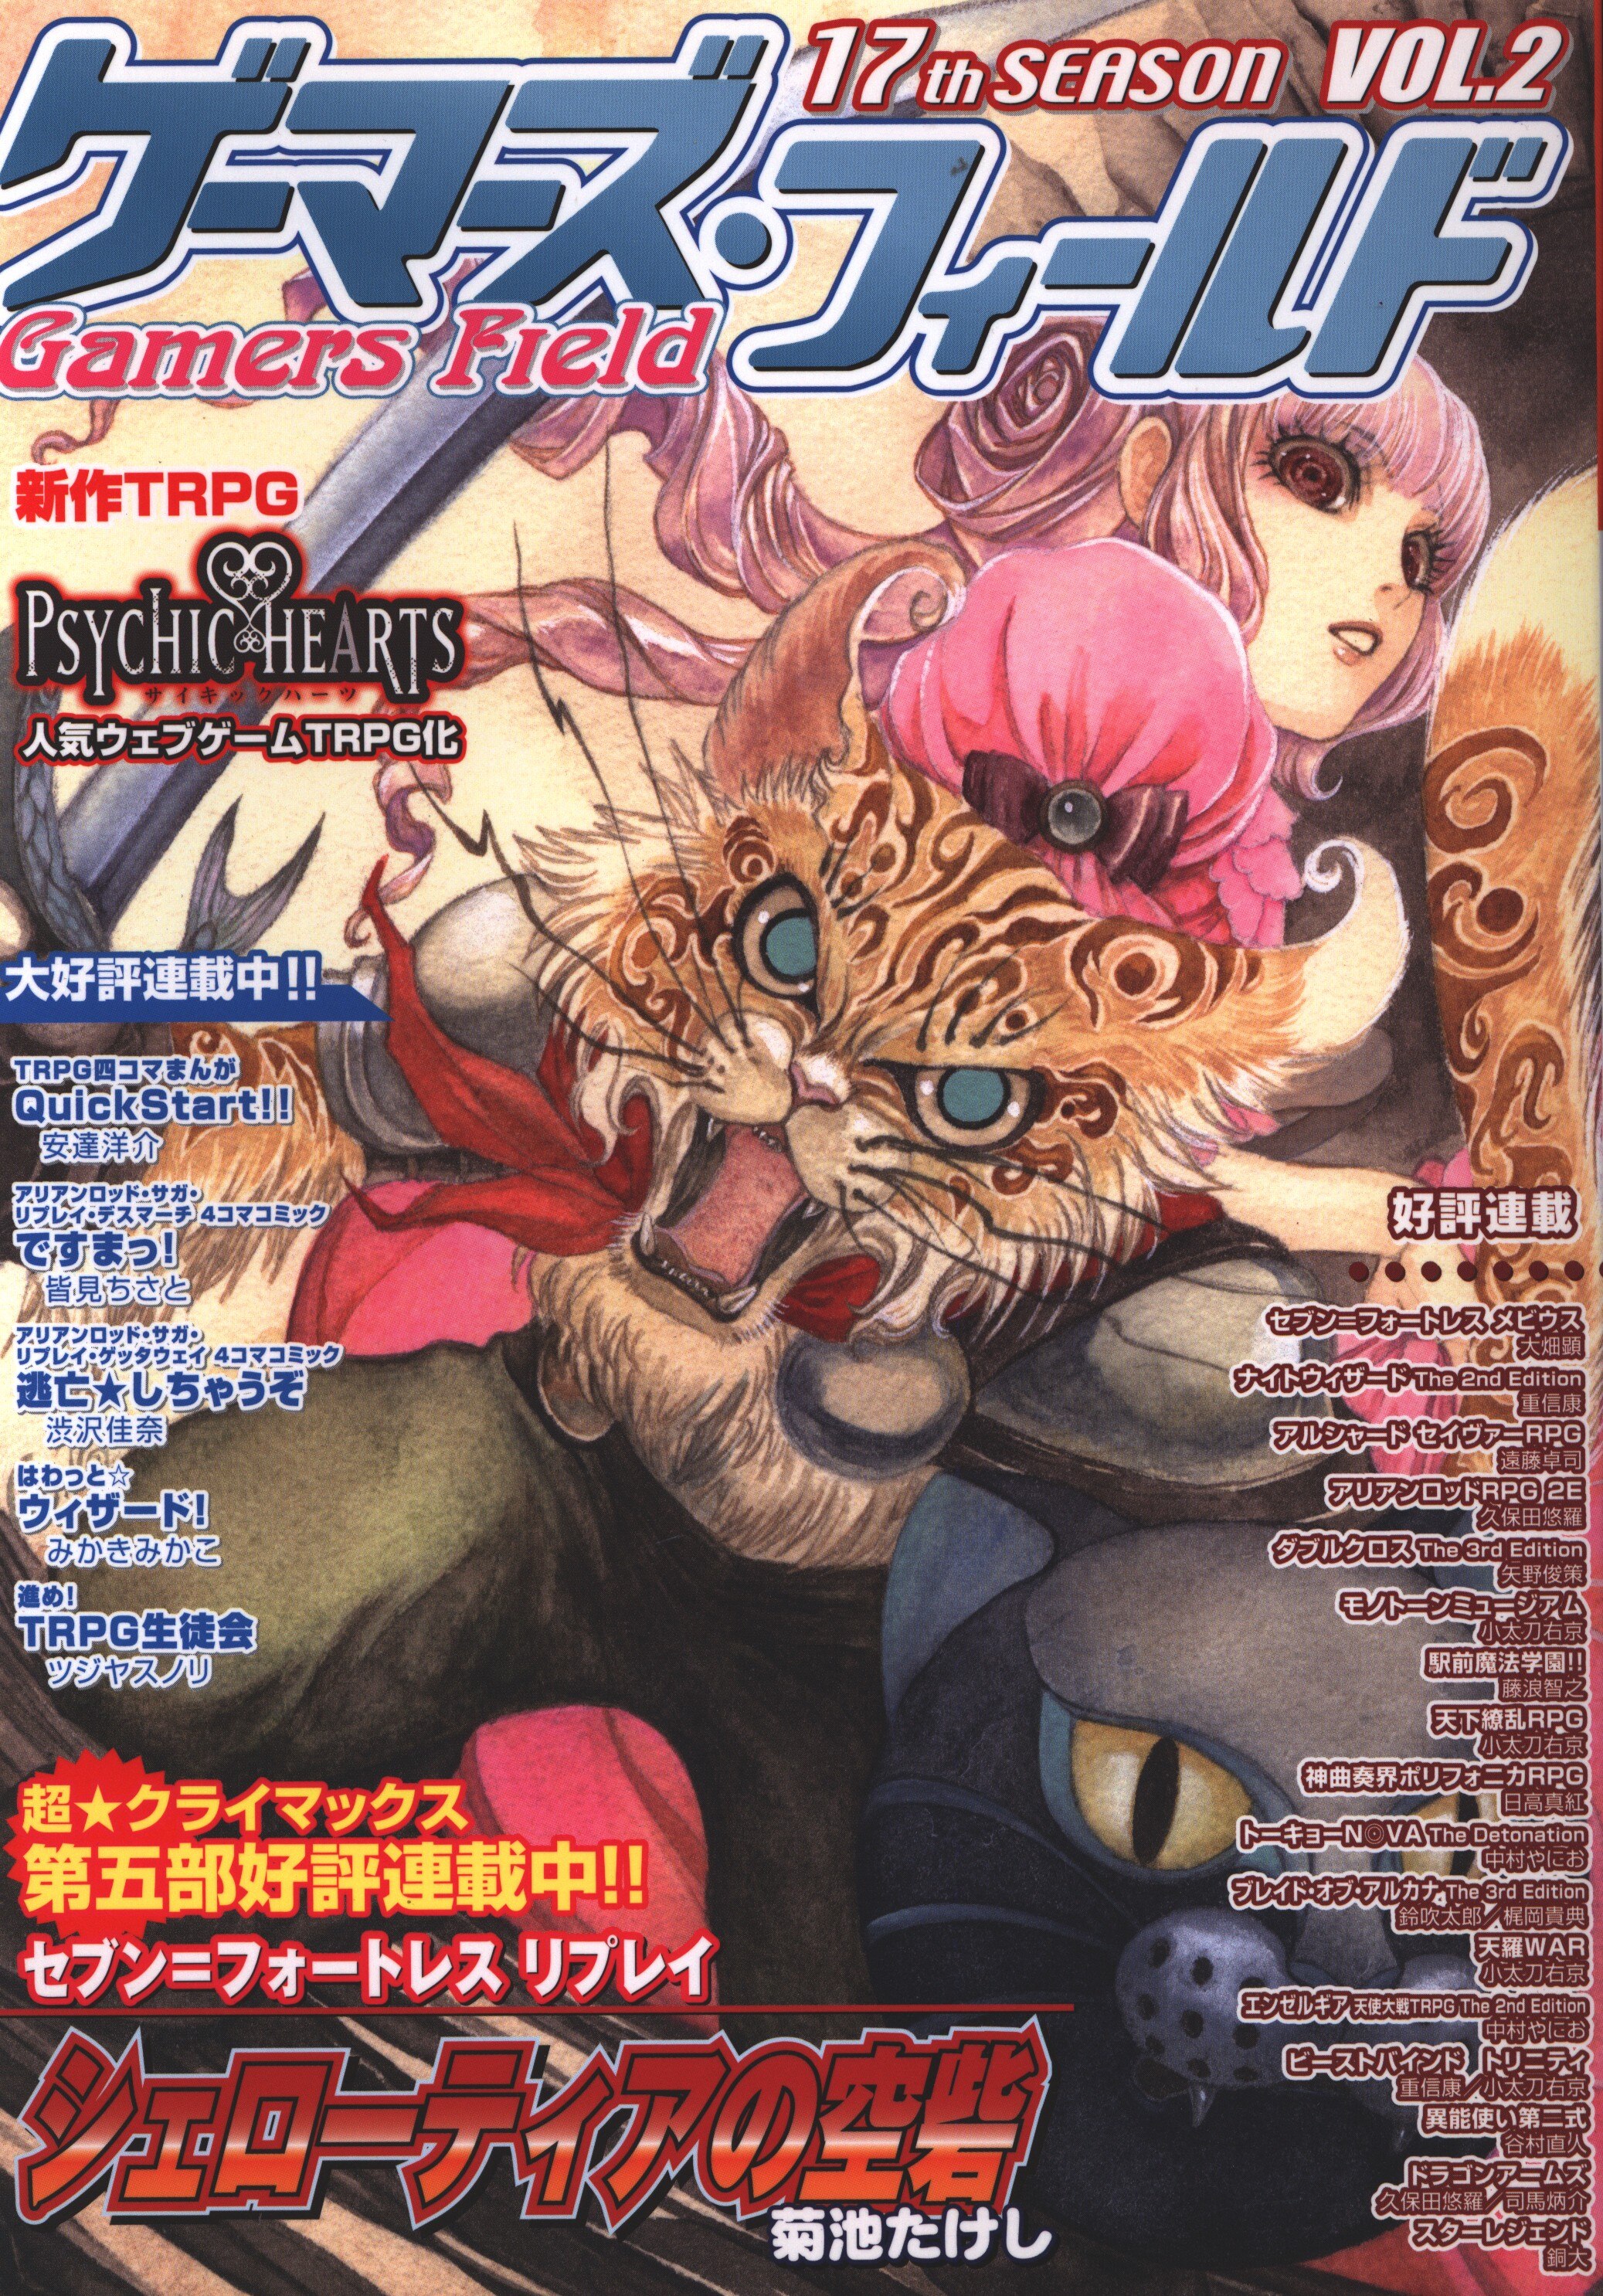 17th SEASON VOL.2
ゲーマーズ・フィールド
Gamers Field
新作TRPG
PSYCHIC HEARTS
サイキックハーツ
人気ウェブゲームTRPG化
大好評連載中!!
TRPG四コマまんが
QuickStart!!
安達洋介
アリアンロッド・サガ・
リプレイ・デスマーチ 4コマコミック
ですまっ!
皆見ちさと
アリアンロッド・サガ・
リプレイ・ゲッタウェイ 4コマコミック
逃亡★しちゃうぞ
渋沢佳奈
はわっと☆
ウィザード!
みかきみかこ
進め!
TRPG生徒会
ツジヤスノリ
超★クライマックス
第五部好評連載中!!
セブン=フォートレス リプレイ
シェローティアの空砦
菊池たけし
好評連載
セブン=フォートレス メビウス
大畑顕
ナイトウィザード The 2nd Edition
重信康
アルシャード セイヴァーRPG
遠藤卓司
アリアンロッドRPG 2E
久保田悠羅
ダブルクロス The 3rd Edition
矢野俊策
モノトーンミュージアム
小太刀右京
駅前魔法学園!!
藤浪智之
天下繚乱RPG
小太刀右京
神曲奏界ポリフォニカRPG
日高真紅
トーキョーN◎VA The Detonation
中村やにお
ブレイド・オブ・アルカナ The 3rd Edition
鈴吹太郎／梶岡貴典
天羅WAR
小太刀右京
エンゼルギア 天使大戦TRPG The 2nd Edition
中村やにお
ビーストバインド トリニティ
重信康／小太刀右京
異能使い第二式
谷村直人
ドラゴンアームズ
久保田悠羅／司馬炳介
スターレジェンド
銅大